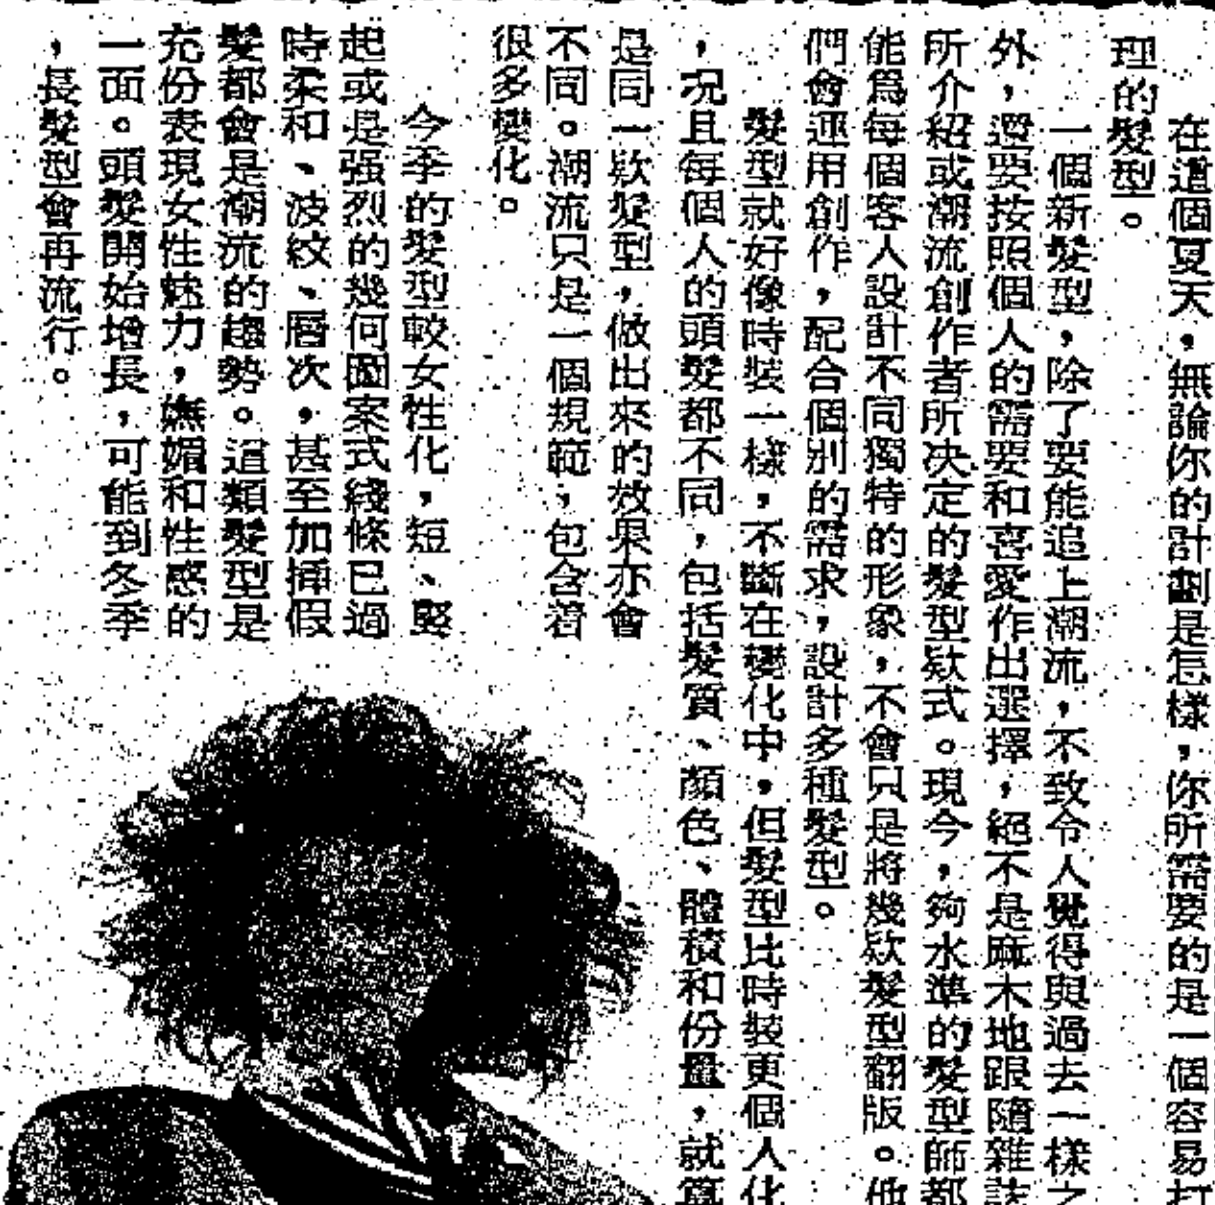 在這個夏天，無論你的計劃是怎樣，你所需要的是一個容易打
理的髮型。
一個新髮型，除了要能追上潮流，不致令人覺得與過去一樣之
外，還要按照個人的需要和喜愛作出選擇，絕不是麻木地跟隨雜誌
所介紹或潮流創作者所决定的髮型欵式。現今，夠水準的髮型師都
能爲每個客人設計不同獨特的形象，不會只是將幾欵髮型翻版。他
們會運用創作，配合個別的需求，設計多種髮型。
髮型就好像時裝一樣，不斷在變化中，但髮型比時裝更個人化
，况且每個人的頭髮都不同，包括髮質、顏色、體積和份量，就算
是同一欵髮型，做出來的效果亦會
不同。潮流只是一個規範，包含着
很多變化。
今季的髮型較女性化，短、竪
起或是强烈的幾何圖案式綫條已過
時柔和、波紋、層次，甚至加揷假
髮都會是潮流的趨勢。這類髮型是
充份表現女性魅力，嫵媚和性感的
一面。頭髮開始增長，可能到冬季
，長髮型會再流行。